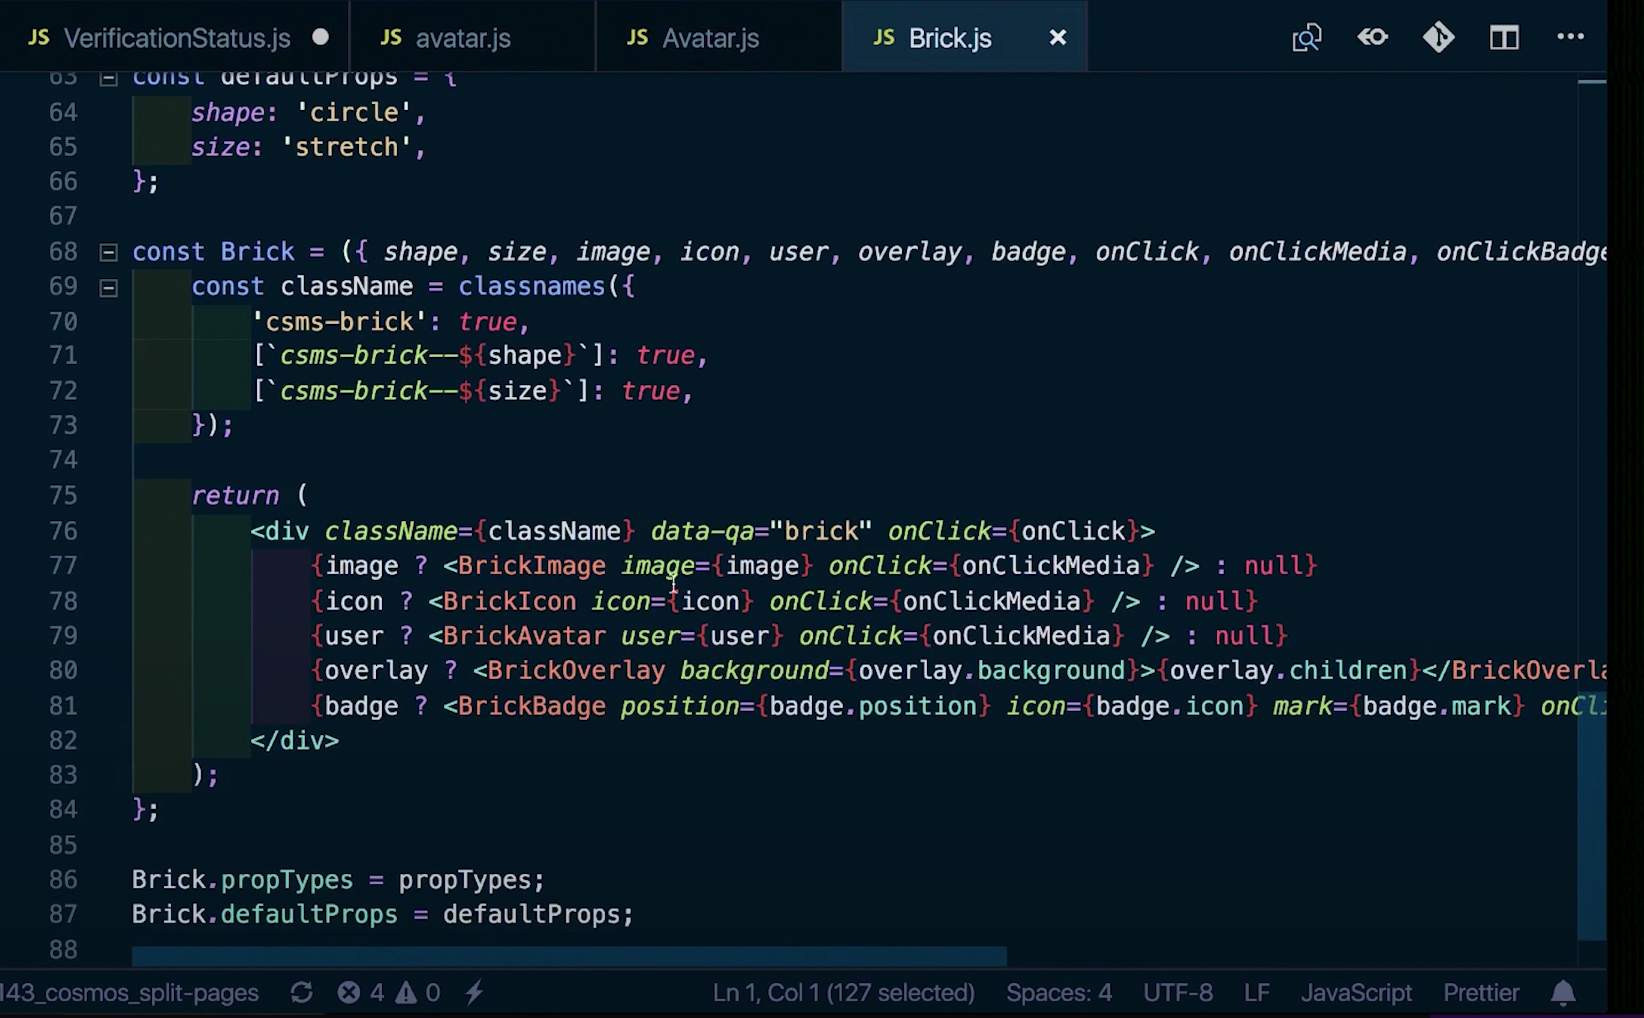 JS VerificationStatus.js JS avatar.js JS Avatar.js JS Brick.js
63 const defaultProps = {
64 shape: 'circle',
65 size: 'stretch',
66 };
67
68 const Brick = ({ shape, size, image, icon, user, overlay, badge, onClick, onClickMedia, onClickBadge
69 const className = classnames({
70 'csms-brick': true,
71 [`csms-brick--${shape}`]: true,
72 [`csms-brick--${size}`]: true,
73 });
74
75 return (
76 <div className={className} data-qa="brick" onClick={onClick}>
77 {image ? <BrickImage image={image} onClick={onClickMedia} /> : null}
78 {icon ? <BrickIcon icon={icon} onClick={onClickMedia} /> : null}
79 {user ? <BrickAvatar user={user} onClick={onClickMedia} /> : null}
80 {overlay ? <BrickOverlay background={overlay.background}>{overlay.children}</BrickOverla
81 {badge ? <BrickBadge position={badge.position} icon={badge.icon} mark={badge.mark} onCli
82 </div>
83 );
84 };
85
86 Brick.propTypes = propTypes;
87 Brick.defaultProps = defaultProps;
88
143_cosmos_split-pages 4 0 Ln 1, Col 1 (127 selected) Spaces: 4 UTF-8 LF JavaScript Prettier